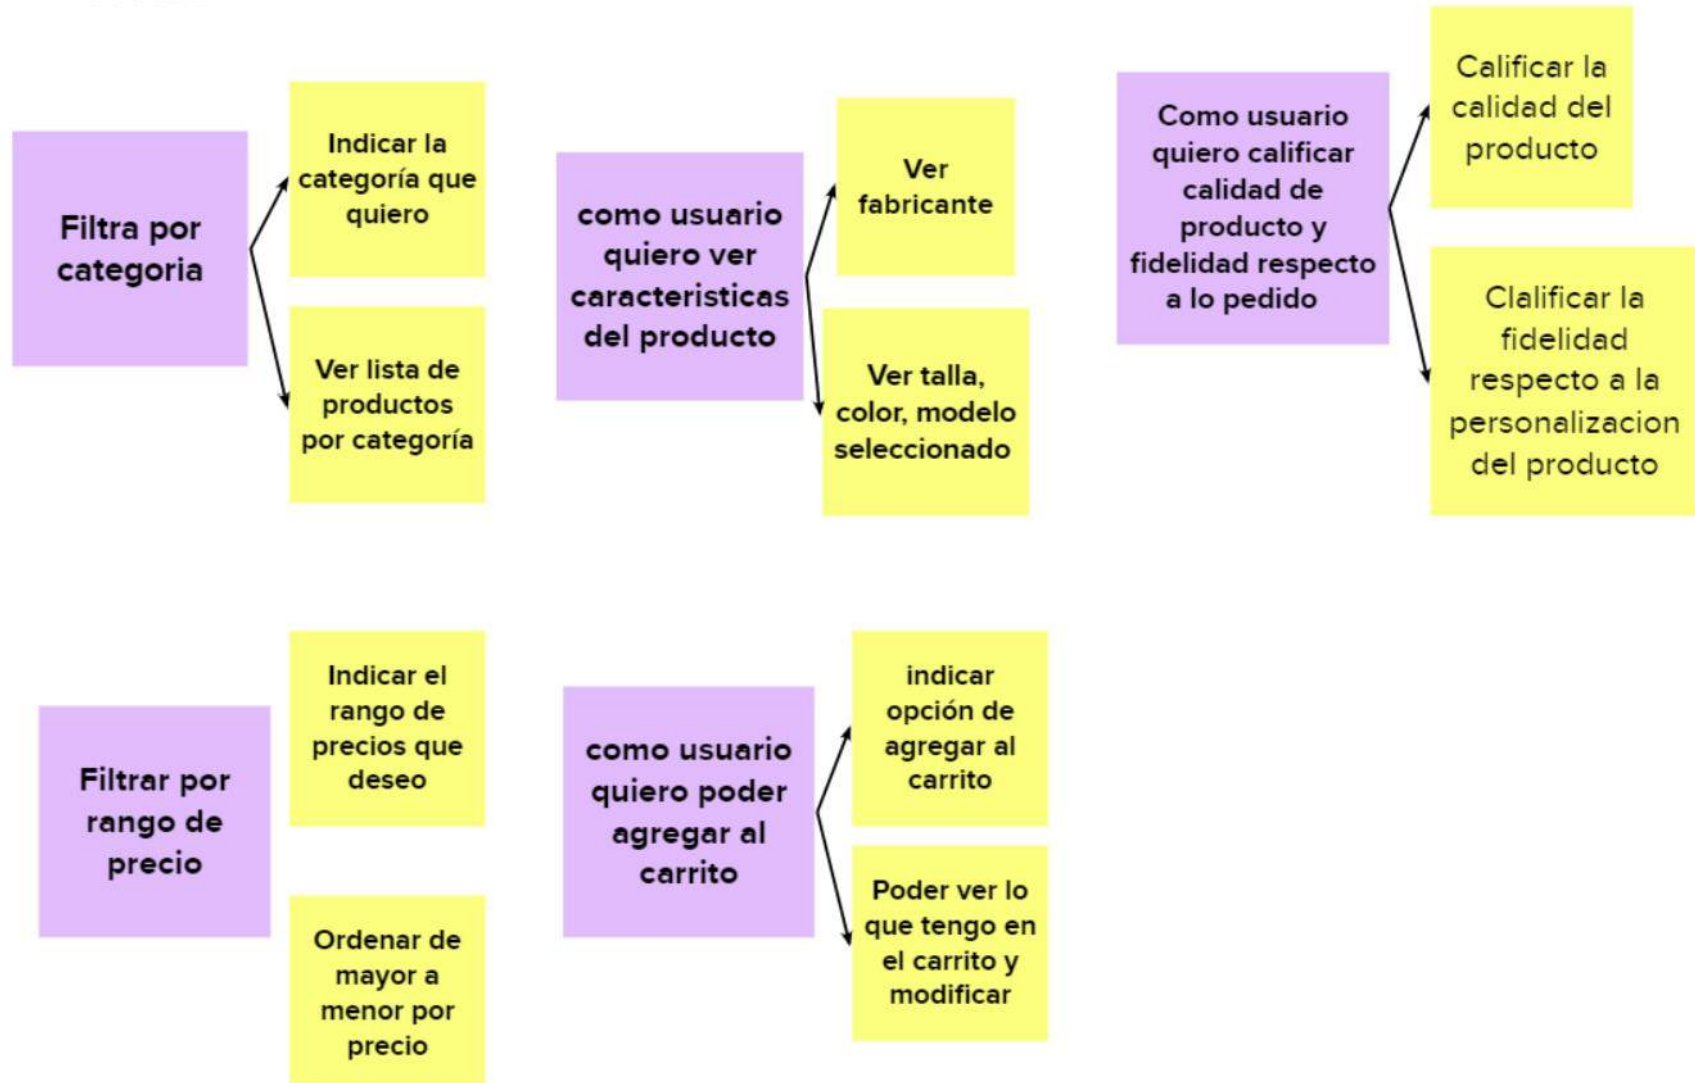 Filtra por
categoria
Indicar la
categoría que
quiero
Ver lista de
productos
por categoría
como usuario
quiero ver
caracteristicas
del producto
Ver
fabricante
Ver talla,
color, modelo
seleccionado
Como usuario
quiero calificar
calidad de
producto y
fidelidad respecto
a lo pedido
Calificar la
calidad del
producto
Clalificar la
fidelidad
respecto a la
personalizacion
del producto
Filtrar por
rango de
precio
Indicar el
rango de
precios que
deseo
Ordenar de
mayor a
menor por
precio
como usuario
quiero poder
agregar al
carrito
indicar
opción de
agregar al
carrito
Poder ver lo
que tengo en
el carrito y
modificar